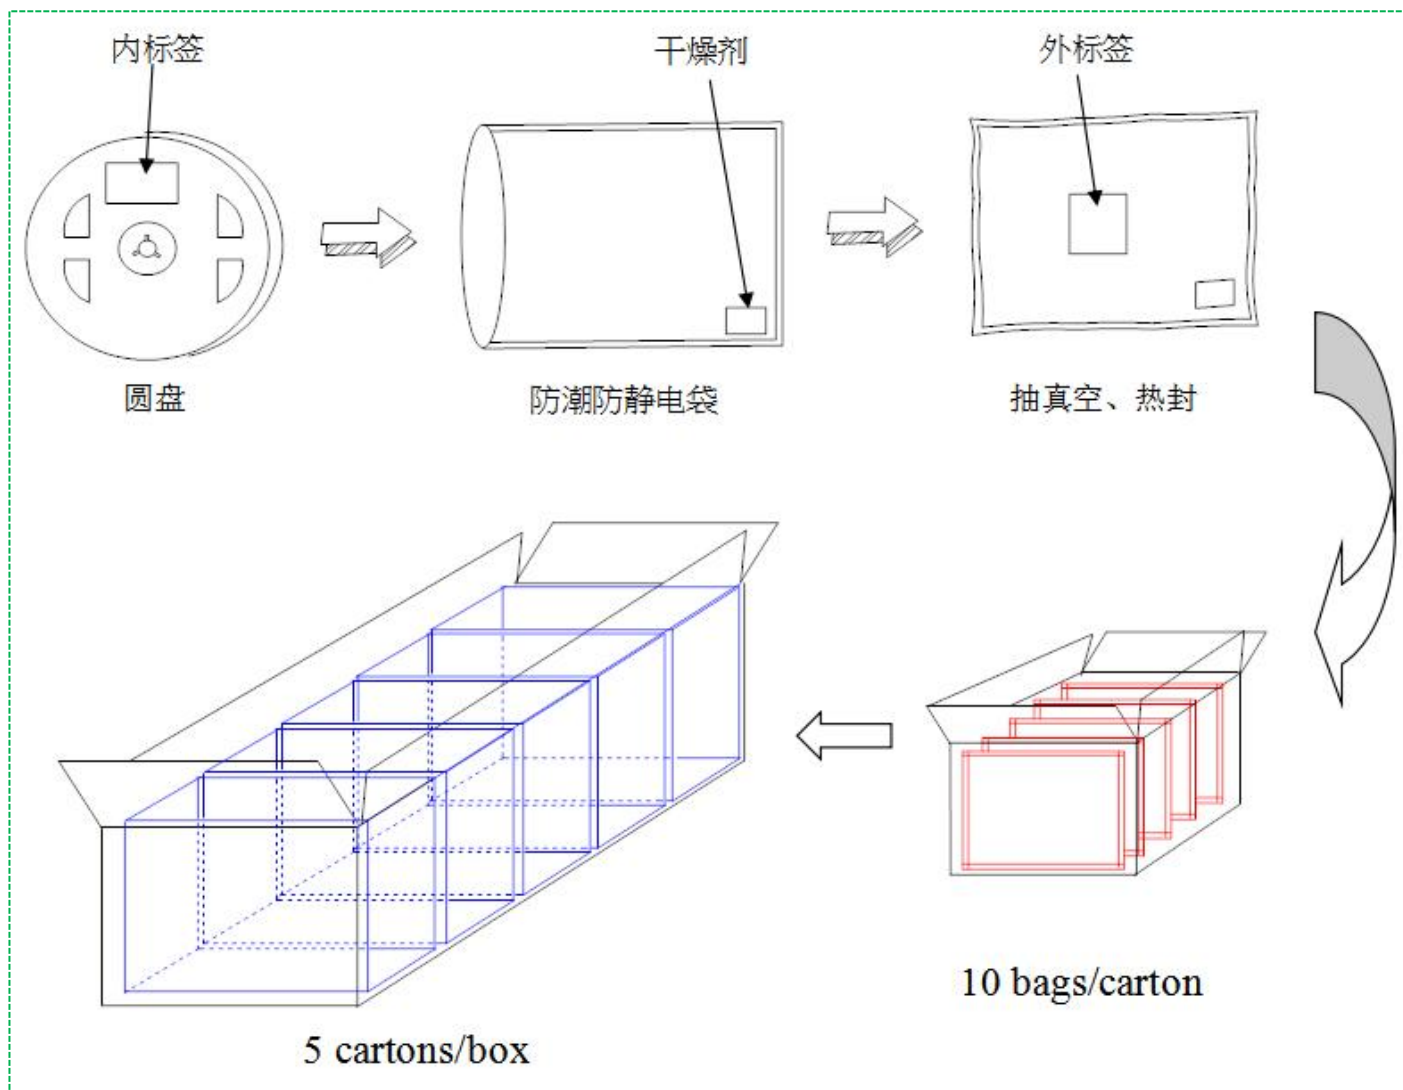 内标签
干燥剂
外标签
圆盘
防潮防静电袋
抽真空、热封
10 bags/carton
5 cartons/box